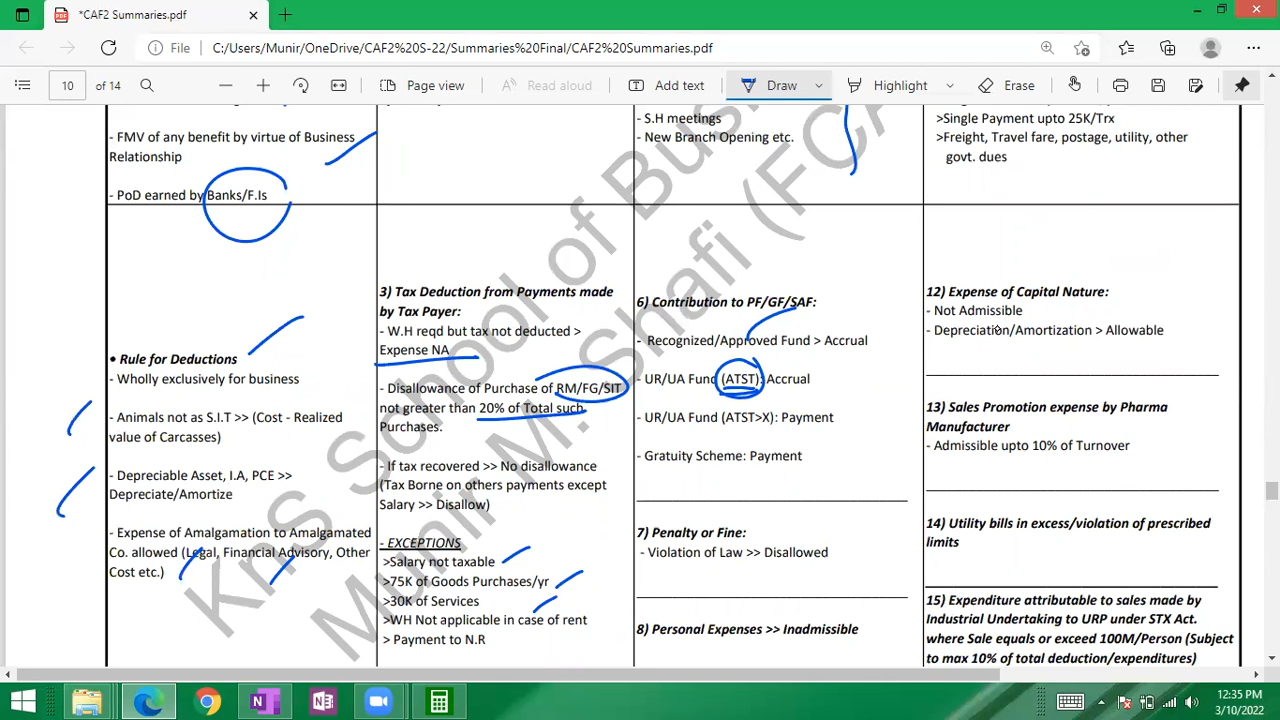 *CAF2 Summaries.pdf
File
C:/Users/Munir/OneDrive/CAF2%20S-22/Summaries%20Final/CAF2%20Summaries.pdf
10 of 14
Page view
Read aloud
Add text
Draw
Highlight
Erase
- FMV of any benefit by virtue of Business
Relationship
- PoD earned by Banks/F.Is
• Rule for Deductions
- Wholly exclusively for business
- Animals not as S.I.T >> (Cost - Realized
value of Carcasses)
- Depreciable Asset, I.A, PCE >>
Depreciate/Amortize
- Expense of Amalgamation to Amalgamated
Co. allowed (Legal, Financial Advisory, Other
Cost etc.)
3) Tax Deduction from Payments made
by Tax Payer:
- W.H reqd but tax not deducted >
Expense NA
- Disallowance of Purchase of RM/FG/SIT
not greater than 20% of Total such
Purchases.
- If tax recovered >> No disallowance
(Tax Borne on others payments except
Salary >> Disallow)
- EXCEPTIONS
>Salary not taxable
>75K of Goods Purchases/yr
>30K of Services
>WH Not applicable in case of rent
> Payment to N.R
- S.H meetings
- New Branch Opening etc.
6) Contribution to PF/GF/SAF:
- Recognized/Approved Fund > Accrual
- UR/UA Fund (ATST): Accrual
- UR/UA Fund (ATST>X): Payment
- Gratuity Scheme: Payment
7) Penalty or Fine:
- Violation of Law >> Disallowed
8) Personal Expenses >> Inadmissible
>Single Payment upto 25K/Trx
>Freight, Travel fare, postage, utility, other
govt. dues
12) Expense of Capital Nature:
- Not Admissible
- Depreciation/Amortization > Allowable
13) Sales Promotion expense by Pharma
Manufacturer
- Admissible upto 10% of Turnover
14) Utility bills in excess/violation of prescribed
limits
15) Expenditure attributable to sales made by
Industrial Undertaking to URP under STX Act.
where Sale equals or exceed 100M/Person (Subject
to max 10% of total deduction/expenditures)
KnS School of Busi
Munir M. Shafi (FCA
12:35 PM
3/10/2022